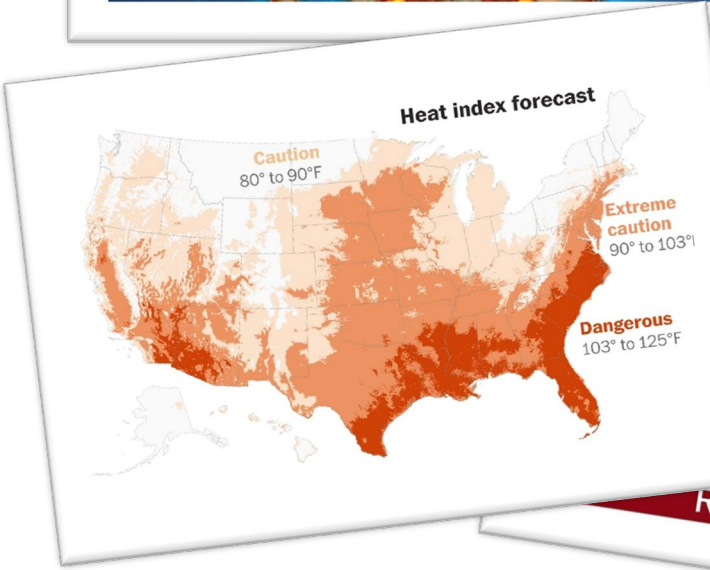 Heat index forecast
Caution
80° to 90°F
Extreme
caution
90° to 103°
Dangerous
103° to 125°F
R